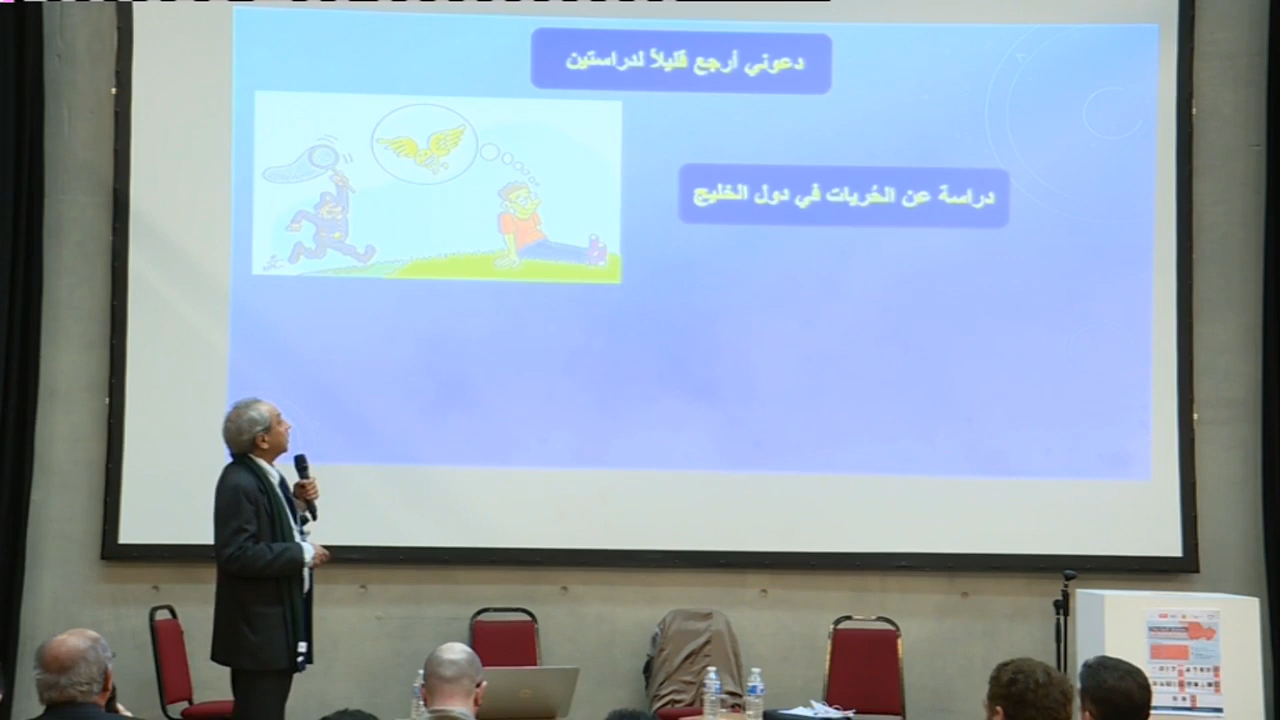 دعوني أرجع قليلاً لدراستين
دراسة عن الحُريات في دول الخليج